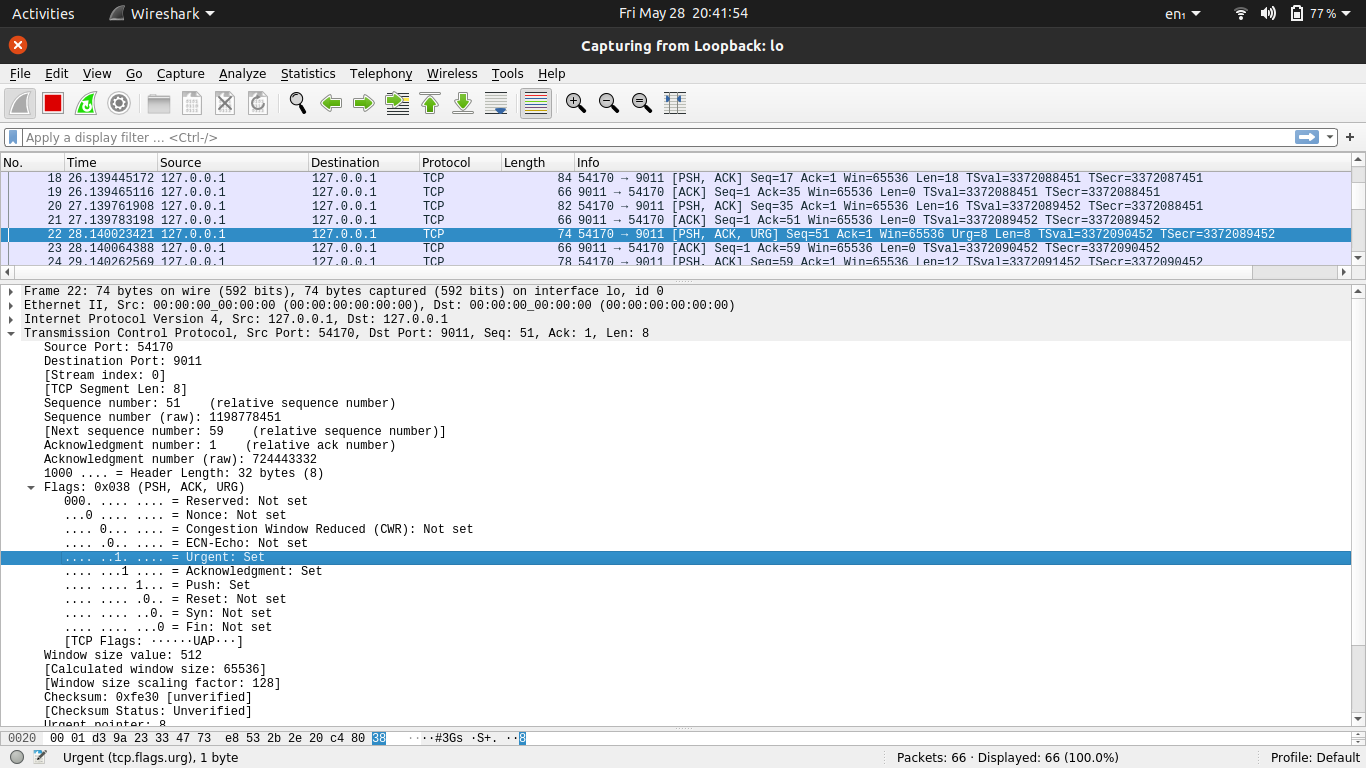 Activities Wireshark Fri May 28 20:41:54 en₁ 77 %
Capturing from Loopback: lo
File Edit View Go Capture Analyze Statistics Telephony Wireless Tools Help
Apply a display filter ... <Ctrl-/>
No. Time Source Destination Protocol Length Info
18 26.139445172 127.0.0.1 127.0.0.1 TCP 84 54170 → 9011 [PSH, ACK] Seq=17 Ack=1 Win=65536 Len=18 TSval=3372088451 TSecr=3372087451
19 26.139465116 127.0.0.1 127.0.0.1 TCP 66 9011 → 54170 [ACK] Seq=1 Ack=35 Win=65536 Len=0 TSval=3372088451 TSecr=3372088451
20 27.139761908 127.0.0.1 127.0.0.1 TCP 82 54170 → 9011 [PSH, ACK] Seq=35 Ack=1 Win=65536 Len=16 TSval=3372089452 TSecr=3372088451
21 27.139783198 127.0.0.1 127.0.0.1 TCP 66 9011 → 54170 [ACK] Seq=1 Ack=51 Win=65536 Len=0 TSval=3372089452 TSecr=3372089452
22 28.140023421 127.0.0.1 127.0.0.1 TCP 74 54170 → 9011 [PSH, ACK, URG] Seq=51 Ack=1 Win=65536 Urg=8 Len=8 TSval=3372090452 TSecr=3372089452
23 28.140064388 127.0.0.1 127.0.0.1 TCP 66 9011 → 54170 [ACK] Seq=1 Ack=59 Win=65536 Len=0 TSval=3372090452 TSecr=3372090452
24 29.140262569 127.0.0.1 127.0.0.1 TCP 78 54170 → 9011 [PSH, ACK] Seq=59 Ack=1 Win=65536 Len=12 TSval=3372091452 TSecr=3372090452
Frame 22: 74 bytes on wire (592 bits), 74 bytes captured (592 bits) on interface lo, id 0
Ethernet II, Src: 00:00:00_00:00:00 (00:00:00:00:00:00), Dst: 00:00:00_00:00:00 (00:00:00:00:00:00)
Internet Protocol Version 4, Src: 127.0.0.1, Dst: 127.0.0.1
Transmission Control Protocol, Src Port: 54170, Dst Port: 9011, Seq: 51, Ack: 1, Len: 8
Source Port: 54170
Destination Port: 9011
[Stream index: 0]
[TCP Segment Len: 8]
Sequence number: 51 (relative sequence number)
Sequence number (raw): 1198778451
[Next sequence number: 59 (relative sequence number)]
Acknowledgment number: 1 (relative ack number)
Acknowledgment number (raw): 724443332
1000 .... = Header Length: 32 bytes (8)
Flags: 0x038 (PSH, ACK, URG)
000. .... .... = Reserved: Not set
...0 .... .... = Nonce: Not set
.... 0... .... = Congestion Window Reduced (CWR): Not set
.... .0.. .... = ECN-Echo: Not set
.... ..1. .... = Urgent: Set
.... ...1 .... = Acknowledgment: Set
.... .... 1... = Push: Set
.... .... .0.. = Reset: Not set
.... .... ..0. = Syn: Not set
.... .... ...0 = Fin: Not set
[TCP Flags: ······UAP···]
Window size value: 512
[Calculated window size: 65536]
[Window size scaling factor: 128]
Checksum: 0xfe30 [unverified]
[Checksum Status: Unverified]
Urgent pointer: 8
0020 00 01 d3 9a 23 33 47 73 e8 53 2b 2e 20 c4 80 38 ····#3Gs ·S+. ··8
Urgent (tcp.flags.urg), 1 byte Packets: 66 · Displayed: 66 (100.0%) Profile: Default